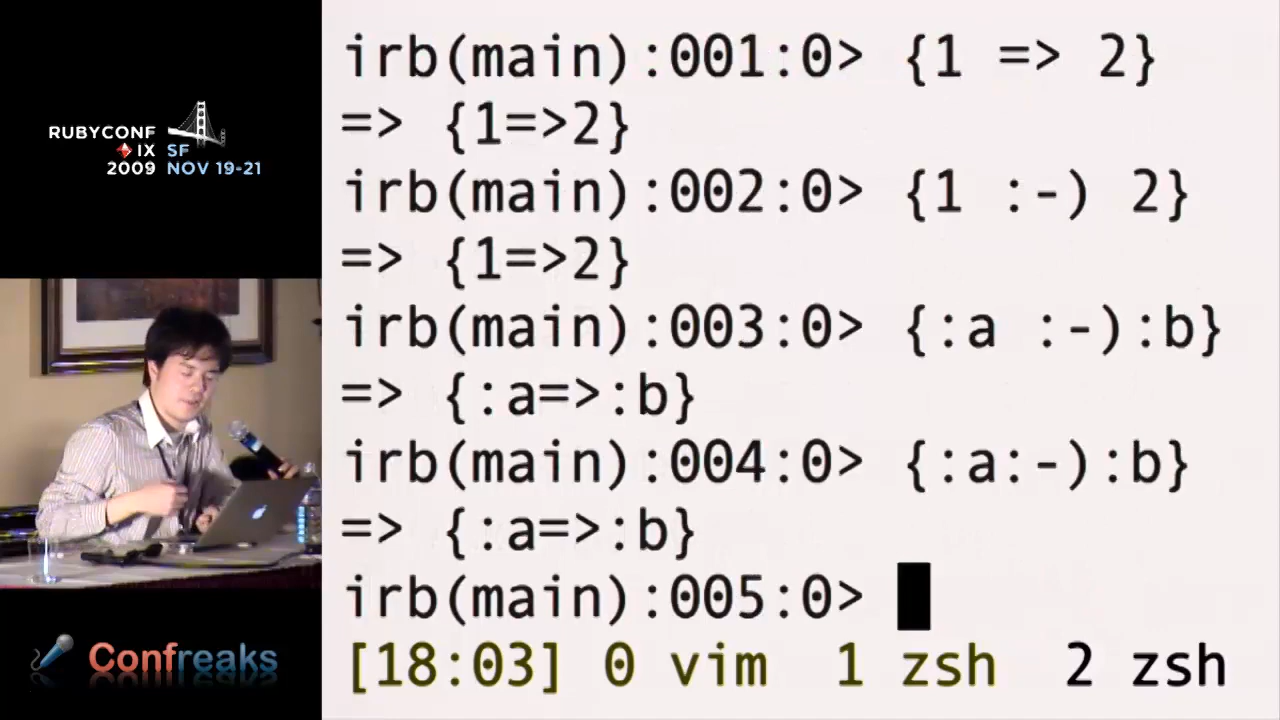 RUBYCONF
IX SF
2009 NOV 19-21
irb(main):001:0> {1 => 2}
=> {1=>2}
irb(main):002:0> {1 :-) 2}
=> {1=>2}
irb(main):003:0> {:a :-):b}
=> {:a=>:b}
irb(main):004:0> {:a:-):b}
=> {:a=>:b}
irb(main):005:0>
[18:03] 0 vim 1 zsh 2 zsh
Confreaks